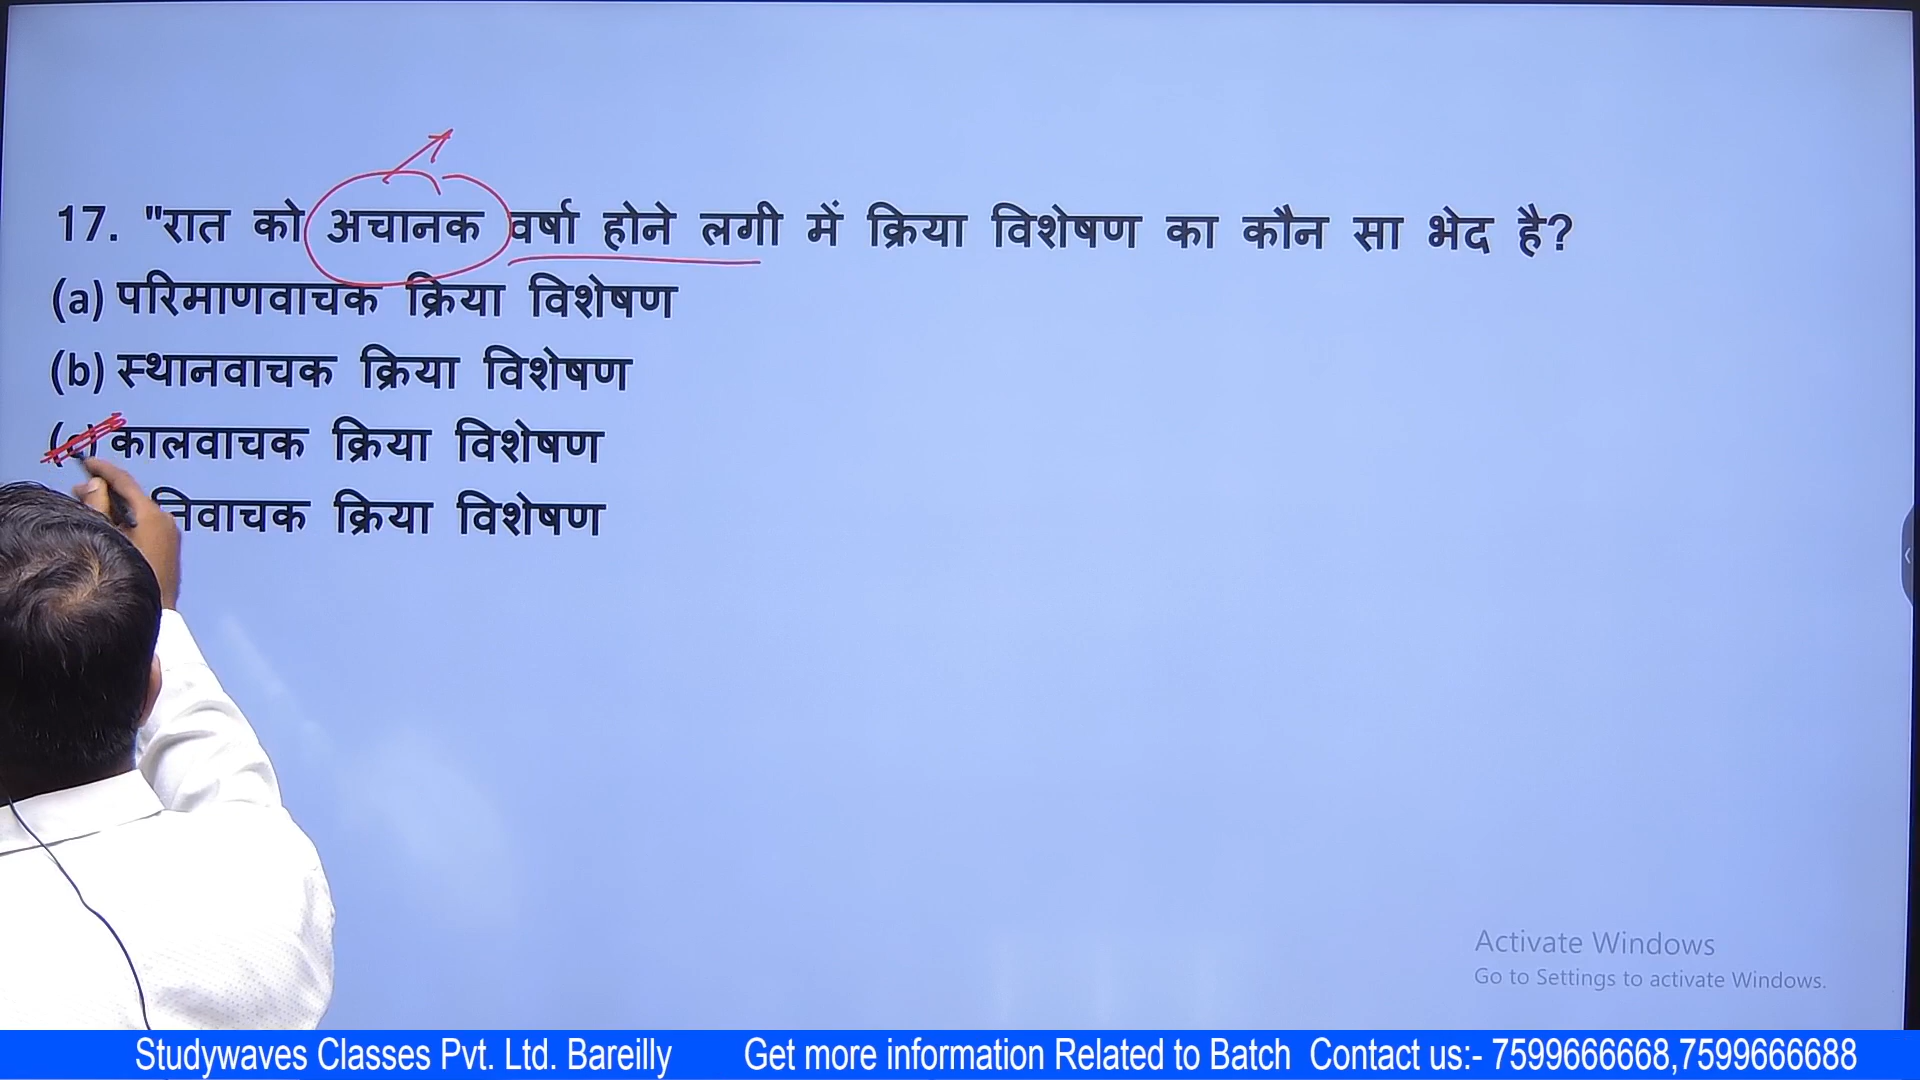 17. "रात को अचानक वर्षा होने लगी में क्रिया विशेषण का कौन सा भेद है?
(a) परिमाणवाचक क्रिया विशेषण
(b) स्थानवाचक क्रिया विशेषण
(c) कालवाचक क्रिया विशेषण
क्रिया विशेषण
Activate Windows
Go to Settings to activate Windows.
Studywaves Classes Pvt. Ltd. Bareilly Get more information Related to Batch Contact us:- 7599666668,7599666688